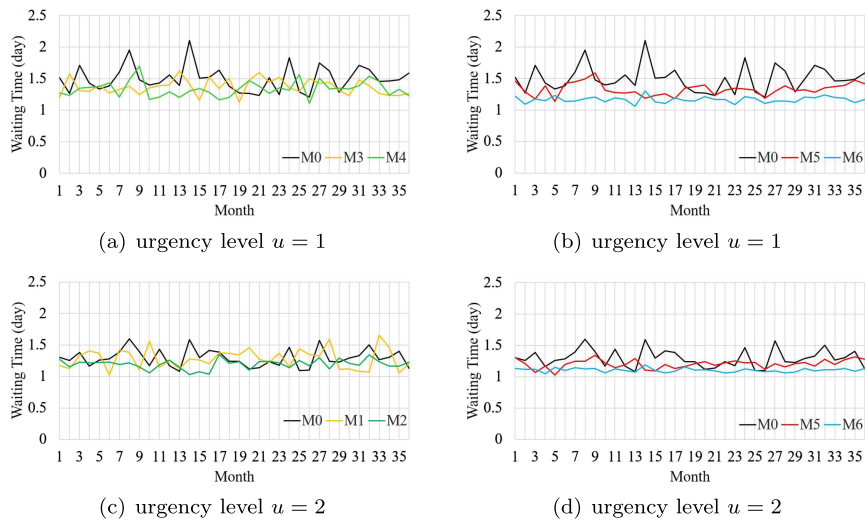 Waiting Time (day)
2.5
2
1.5
1
0.5
0
M0 M3 M4
1 3 5 7 9 11 13 15 17 19 21 23 25 27 29 31 33 35
Month
(a) urgency level u = 1
Waiting Time (day)
2.5
2
1.5
1
0.5
0
M0 M5 M6
1 3 5 7 9 11 13 15 17 19 21 23 25 27 29 31 33 35
Month
(b) urgency level u = 1
Waiting Time (day)
2.5
2
1.5
1
0.5
0
M0 M1 M2
1 3 5 7 9 11 13 15 17 19 21 23 25 27 29 31 33 35
Month
(c) urgency level u = 2
Waiting Time (day)
2.5
2
1.5
1
0.5
0
M0 M5 M6
1 3 5 7 9 11 13 15 17 19 21 23 25 27 29 31 33 35
Month
(d) urgency level u = 2